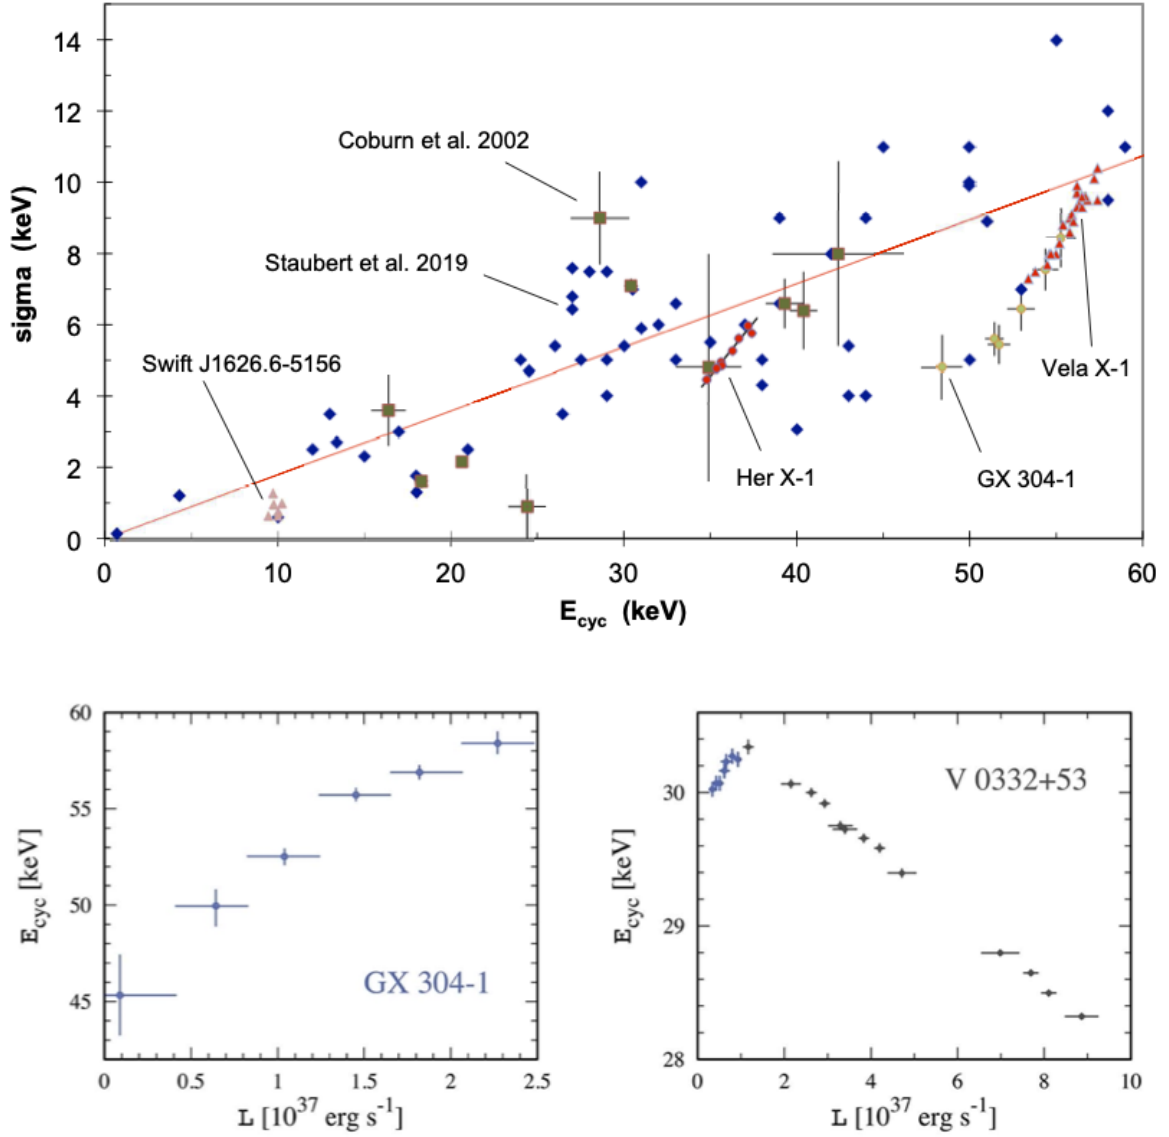 14
12
10
8
6
4
2
0
sigma (keV)
Coburn et al. 2002
Staubert et al. 2019
Swift J1626.6-5156
Her X-1
GX 304-1
Vela X-1
0 10 20 30 40 50 60
E_cyc (keV)
60
55
50
45
E_cyc [keV]
GX 304-1
0 0.5 1 1.5 2 2.5
L [10^37 erg s^-1]
30
29
28
E_cyc [keV]
V 0332+53
0 2 4 6 8 10
L [10^37 erg s^-1]